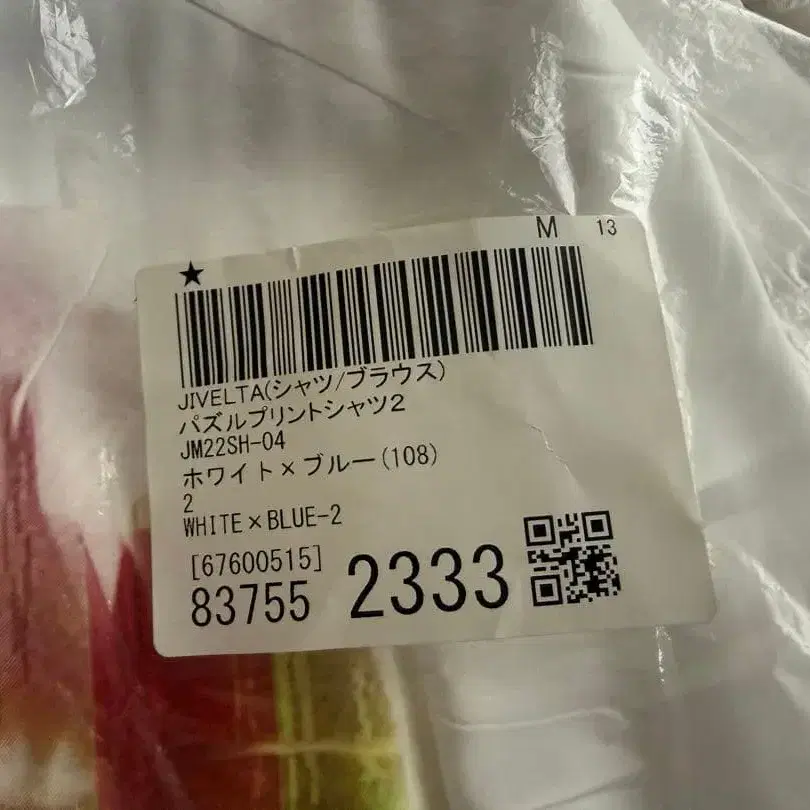 M 13
★
JIVELTA(シャツ/ブラウス)
パズルプリントシャツ2
JM22SH-04
ホワイト×ブルー(108)
2
WHITE×BLUE-2
[67600515]
83755 2333